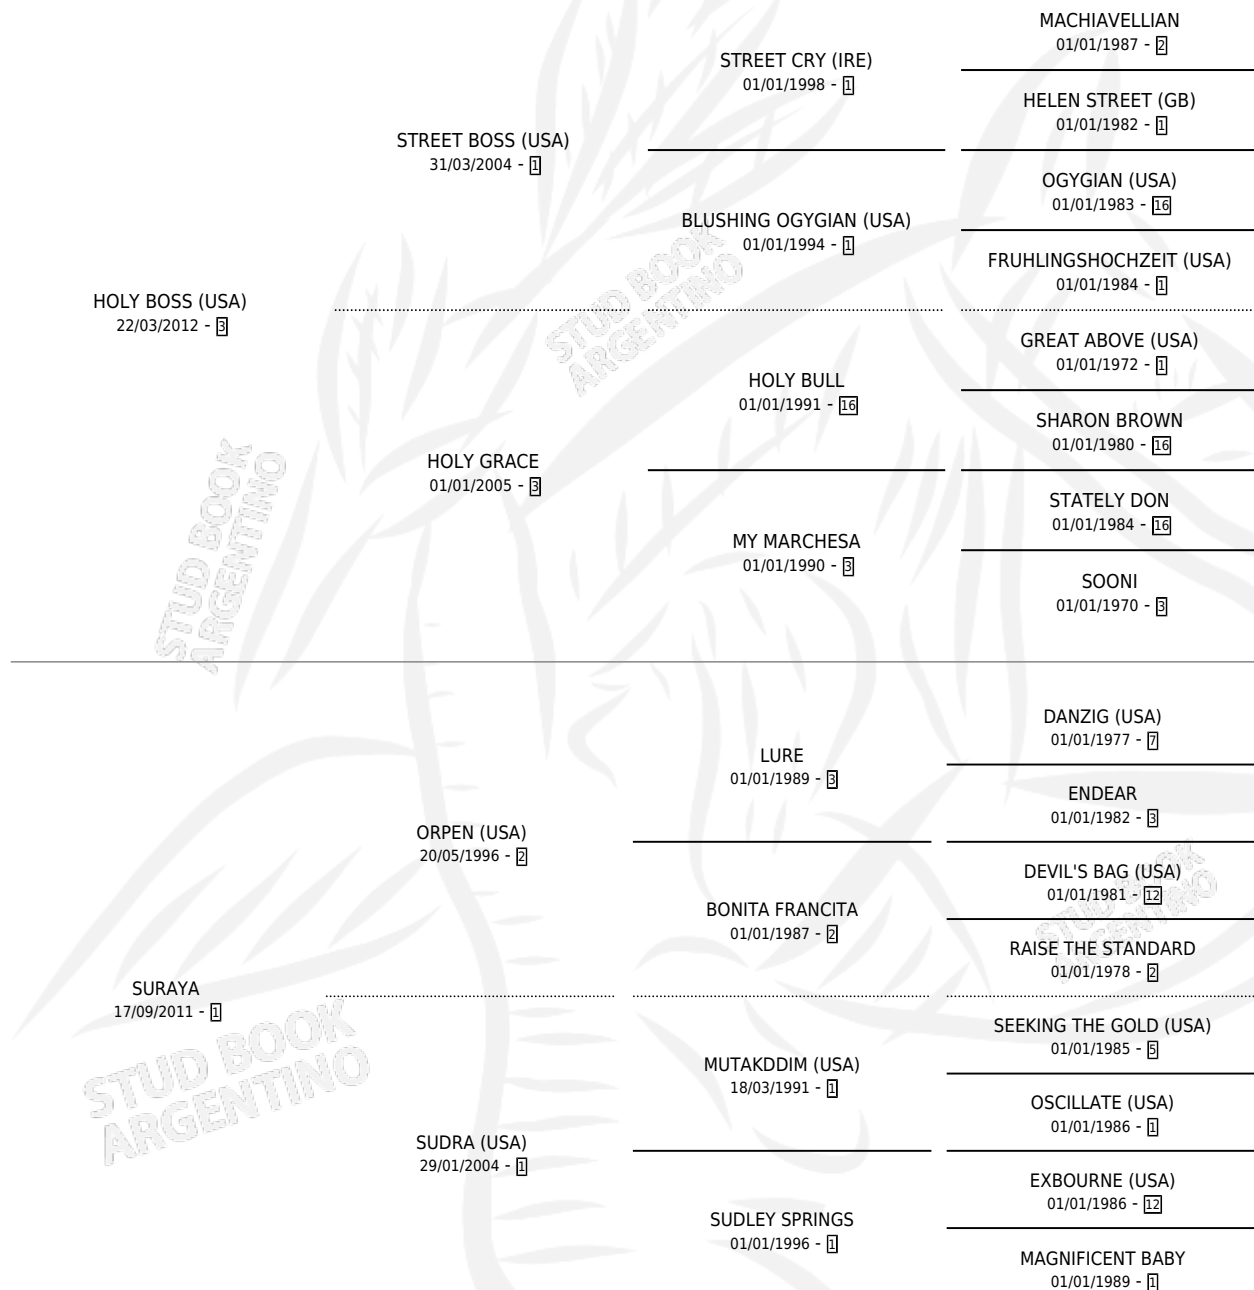 MACHIAVELLIAN
01/01/1987 - 2
STREET CRY (IRE)
01/01/1998 - 1
HELEN STREET (GB)
01/01/1982 - 1
STREET BOSS (USA)
31/03/2004 - 1
OGYGIAN (USA)
01/01/1983 - 16
BLUSHING OGYGIAN (USA)
01/01/1994 - 1
FRUHLINGSHOCHZEIT (USA)
01/01/1984 - 1
HOLY BOSS (USA)
22/03/2012 - 3
GREAT ABOVE (USA)
01/01/1972 - 1
HOLY BULL
01/01/1991 - 16
SHARON BROWN
01/01/1980 - 16
HOLY GRACE
01/01/2005 - 3
STATELY DON
01/01/1984 - 16
MY MARCHESA
01/01/1990 - 3
SOONI
01/01/1970 - 3
DANZIG (USA)
01/01/1977 - 7
LURE
01/01/1989 - 3
ENDEAR
01/01/1982 - 3
ORPEN (USA)
20/05/1996 - 2
DEVIL'S BAG (USA)
01/01/1981 - 12
BONITA FRANCITA
01/01/1987 - 2
RAISE THE STANDARD
01/01/1978 - 2
SURAYA
17/09/2011 - 1
SEEKING THE GOLD (USA)
01/01/1985 - 5
MUTAKDDIM (USA)
18/03/1991 - 1
OSCILLATE (USA)
01/01/1986 - 1
SUDRA (USA)
29/01/2004 - 1
EXBOURNE (USA)
01/01/1986 - 12
SUDLEY SPRINGS
01/01/1996 - 1
MAGNIFICENT BABY
01/01/1989 - 1
STUD BOOK
ARGENTINO
STUD BOOK
ARGENTINO
STUD BOOK
ARGENTINO
STUD BOOK
ARGENTINO